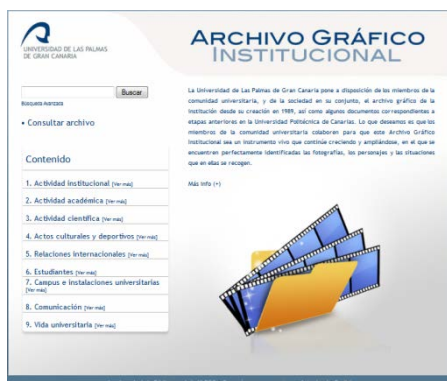 UNIVERSIDAD DE LAS PALMAS
DE GRAN CANARIA
ARCHIVO GRÁFICO
INSTITUCIONAL
Buscar
Búsqueda Avanzada
• Consultar archivo
Contenido
1. Actividad institucional [Ver más]
2. Actividad académica [Ver más]
3. Actividad científica [Ver más]
4. Actos culturales y deportivos [Ver más]
5. Relaciones internacionales [Ver más]
6. Estudiantes [Ver más]
7. Campus e instalaciones universitarias
[Ver más]
8. Comunicación [Ver más]
9. Vida universitaria [Ver más]
La Universidad de Las Palmas de Gran Canaria pone a disposición de los miembros de la
comunidad universitaria, y de la sociedad en su conjunto, el archivo gráfico de la
institución desde su creación en 1989, así como algunos documentos correspondientes a
etapas anteriores en la Universidad Politécnica de Canarias. Lo que deseamos es que los
miembros de la comunidad universitaria colaboren para que este Archivo Gráfico
Institucional sea un instrumento vivo que continúe creciendo y ampliándose, en el que se
encuentren perfectamente identificadas las fotografías, los personajes y las situaciones
que en ellas se recogen.
Más info (+)